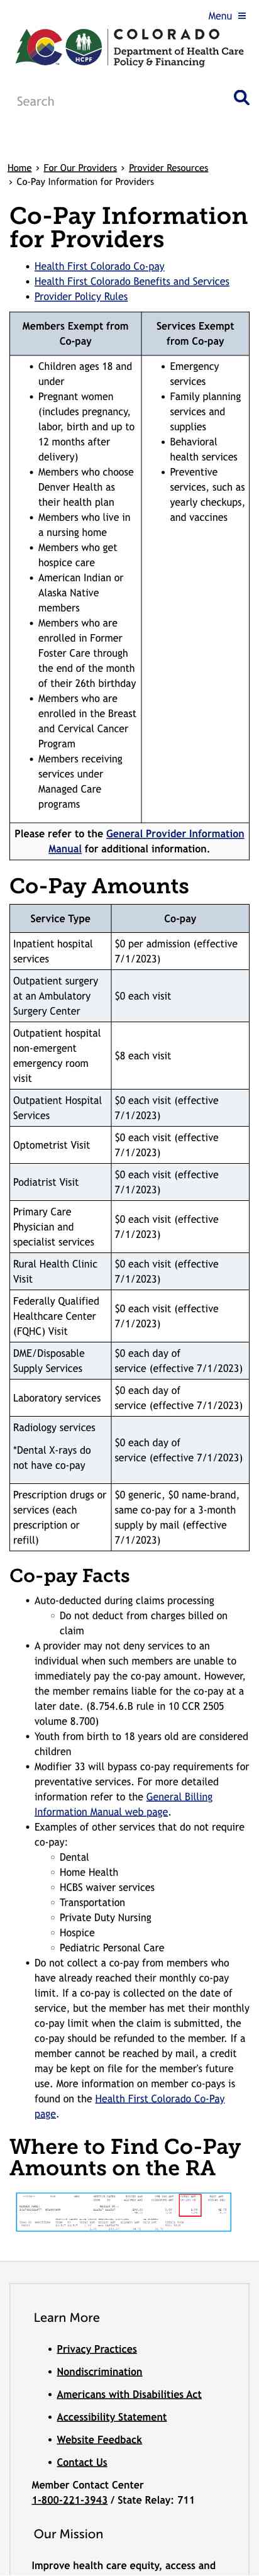 Menu ≡
COLORADO
Department of Health Care
Policy & Financing
HCPF
Search
Home › For Our Providers › Provider Resources
› Co-Pay Information for Providers
Co-Pay Information
for Providers
• Health First Colorado Co-pay
• Health First Colorado Benefits and Services
• Provider Policy Rules
Members Exempt from
Co-pay
Services Exempt
from Co-pay
• Children ages 18 and
under
• Pregnant women
(includes pregnancy,
labor, birth and up to
12 months after
delivery)
• Members who choose
Denver Health as
their health plan
• Members who live in
a nursing home
• Members who get
hospice care
• American Indian or
Alaska Native
members
• Members who are
enrolled in Former
Foster Care through
the end of the month
of their 26th birthday
• Members who are
enrolled in the Breast
and Cervical Cancer
Program
• Members receiving
services under
Managed Care
programs
• Emergency
services
• Family planning
services and
supplies
• Behavioral
health services
• Preventive
services, such as
yearly checkups,
and vaccines
Please refer to the General Provider Information
Manual for additional information.
Co-Pay Amounts
Service Type
Co-pay
Inpatient hospital
services
$0 per admission (effective
7/1/2023)
Outpatient surgery
at an Ambulatory
Surgery Center
$0 each visit
Outpatient hospital
non-emergent
emergency room
visit
$8 each visit
Outpatient Hospital
Services
$0 each visit (effective
7/1/2023)
Optometrist Visit
$0 each visit (effective
7/1/2023)
Podiatrist Visit
$0 each visit (effective
7/1/2023)
Primary Care
Physician and
specialist services
$0 each visit (effective
7/1/2023)
Rural Health Clinic
Visit
$0 each visit (effective
7/1/2023)
Federally Qualified
Healthcare Center
(FQHC) Visit
$0 each visit (effective
7/1/2023)
DME/Disposable
Supply Services
$0 each day of
service (effective 7/1/2023)
Laboratory services
$0 each day of
service (effective 7/1/2023)
Radiology services
*Dental X-rays do
not have co-pay
$0 each day of
service (effective 7/1/2023)
Prescription drugs or
services (each
prescription or
refill)
$0 generic, $0 name-brand,
same co-pay for a 3-month
supply by mail (effective
7/1/2023)
Co-pay Facts
• Auto-deducted during claims processing
◦ Do not deduct from charges billed on
claim
• A provider may not deny services to an
individual when such members are unable to
immediately pay the co-pay amount. However,
the member remains liable for the co-pay at a
later date. (8.754.6.B rule in 10 CCR 2505
volume 8.700)
• Youth from birth to 18 years old are considered
children
• Modifier 33 will bypass co-pay requirements for
preventative services. For more detailed
information refer to the General Billing
Information Manual web page.
• Examples of other services that do not require
co-pay:
◦ Dental
◦ Home Health
◦ HCBS waiver services
◦ Transportation
◦ Private Duty Nursing
◦ Hospice
◦ Pediatric Personal Care
• Do not collect a co-pay from members who
have already reached their monthly co-pay
limit. If a co-pay is collected on the date of
service, but the member has met their monthly
co-pay limit when the claim is submitted, the
co-pay should be refunded to the member. If a
member cannot be reached by mail, a credit
may be kept on file for the member's future
use. More information on member co-pays is
found on the Health First Colorado Co-Pay
page.
Where to Find Co-Pay
Amounts on the RA
Learn More
• Privacy Practices
• Nondiscrimination
• Americans with Disabilities Act
• Accessibility Statement
• Website Feedback
• Contact Us
Member Contact Center
1-800-221-3943 / State Relay: 711
Our Mission
Improve health care equity, access and